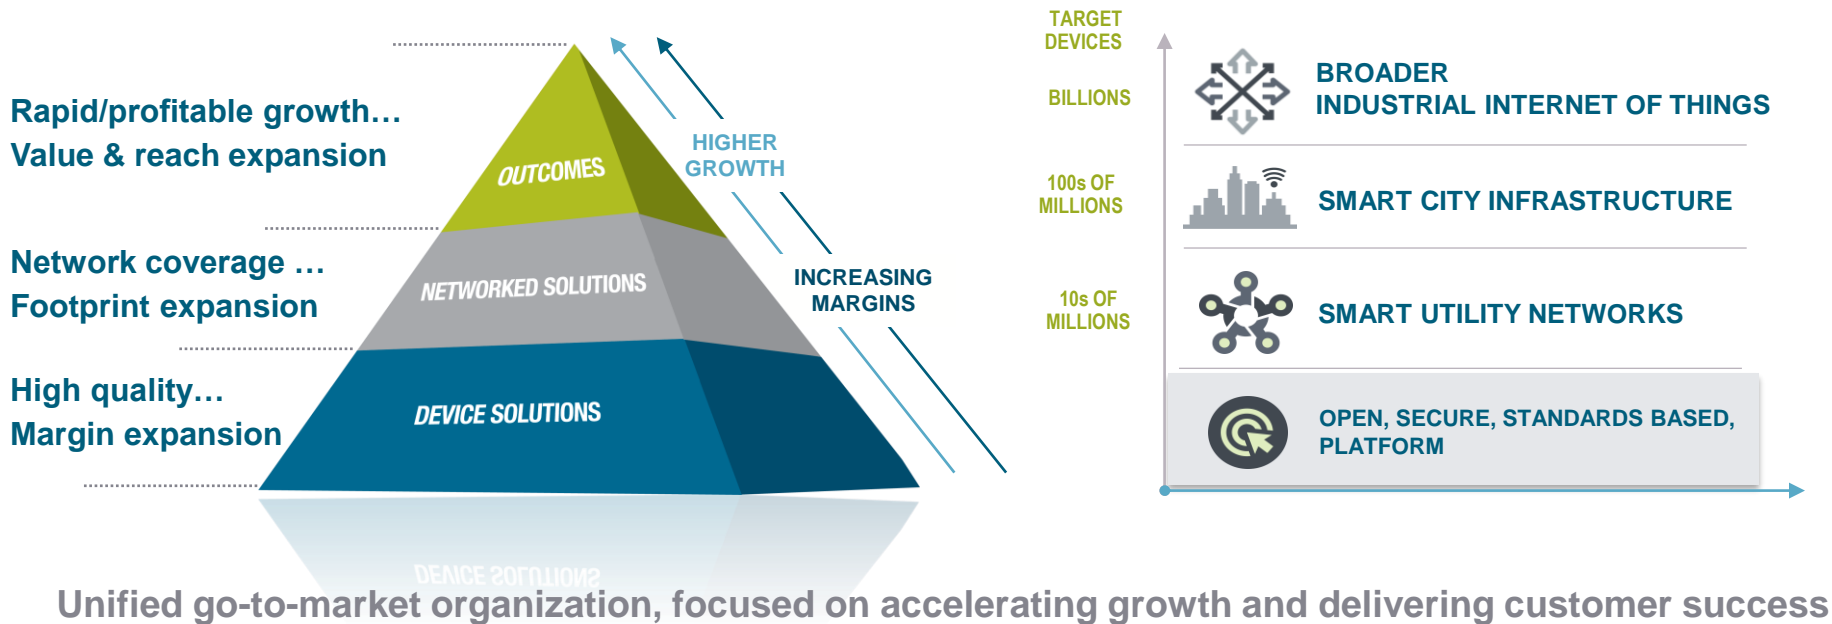 Rapid/profitable growth…
Value & reach expansion
Network coverage …
Footprint expansion
High quality…
Margin expansion
OUTCOMES
NETWORKED SOLUTIONS
DEVICE SOLUTIONS
DEVICE SOLUTIONS
HIGHER
GROWTH
INCREASING
MARGINS
TARGET
DEVICES
BILLIONS
BROADER
INDUSTRIAL INTERNET OF THINGS
100s OF
MILLIONS
SMART CITY INFRASTRUCTURE
10s OF
MILLIONS
SMART UTILITY NETWORKS
OPEN, SECURE, STANDARDS BASED,
PLATFORM
Unified go-to-market organization, focused on accelerating growth and delivering customer success